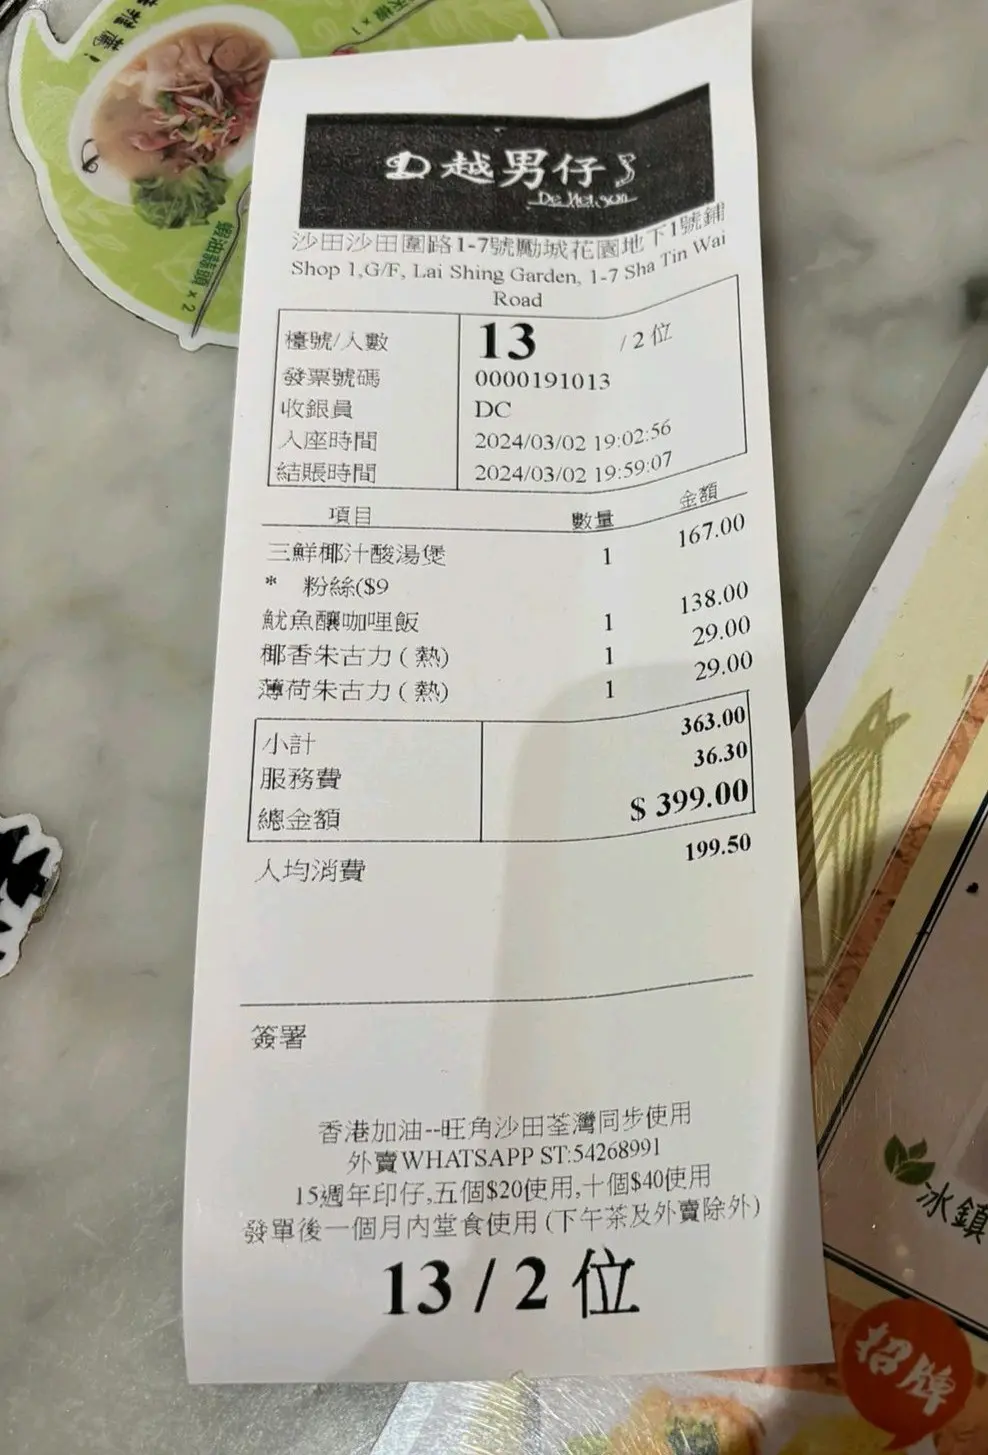 越男仔
De Viet Son
沙田沙田圍路1-7號勵城花園地下1號鋪
Shop 1,G/F, Lai Shing Garden, 1-7 Sha Tin Wai
Road
檯號/人數 13 /2位
發票號碼 0000191013
收銀員 DC
入座時間 2024/03/02 19:02:56
結賬時間 2024/03/02 19:59:07
項目 數量 金額
三鮮椰汁酸湯煲 1 167.00
* 粉絲($9
魷魚釀咖哩飯 1 138.00
椰香朱古力(熱) 1 29.00
薄荷朱古力(熱) 1 29.00
小計 363.00
服務費 36.30
總金額 $ 399.00
人均消費 199.50
簽署
香港加油--旺角沙田荃灣同步使用
外賣WHATSAPP ST:54268991
15週年印仔,五個$20使用,十個$40使用
發單後一個月內堂食使用(下午茶及外賣除外)
13 / 2 位
冰鎮
招牌